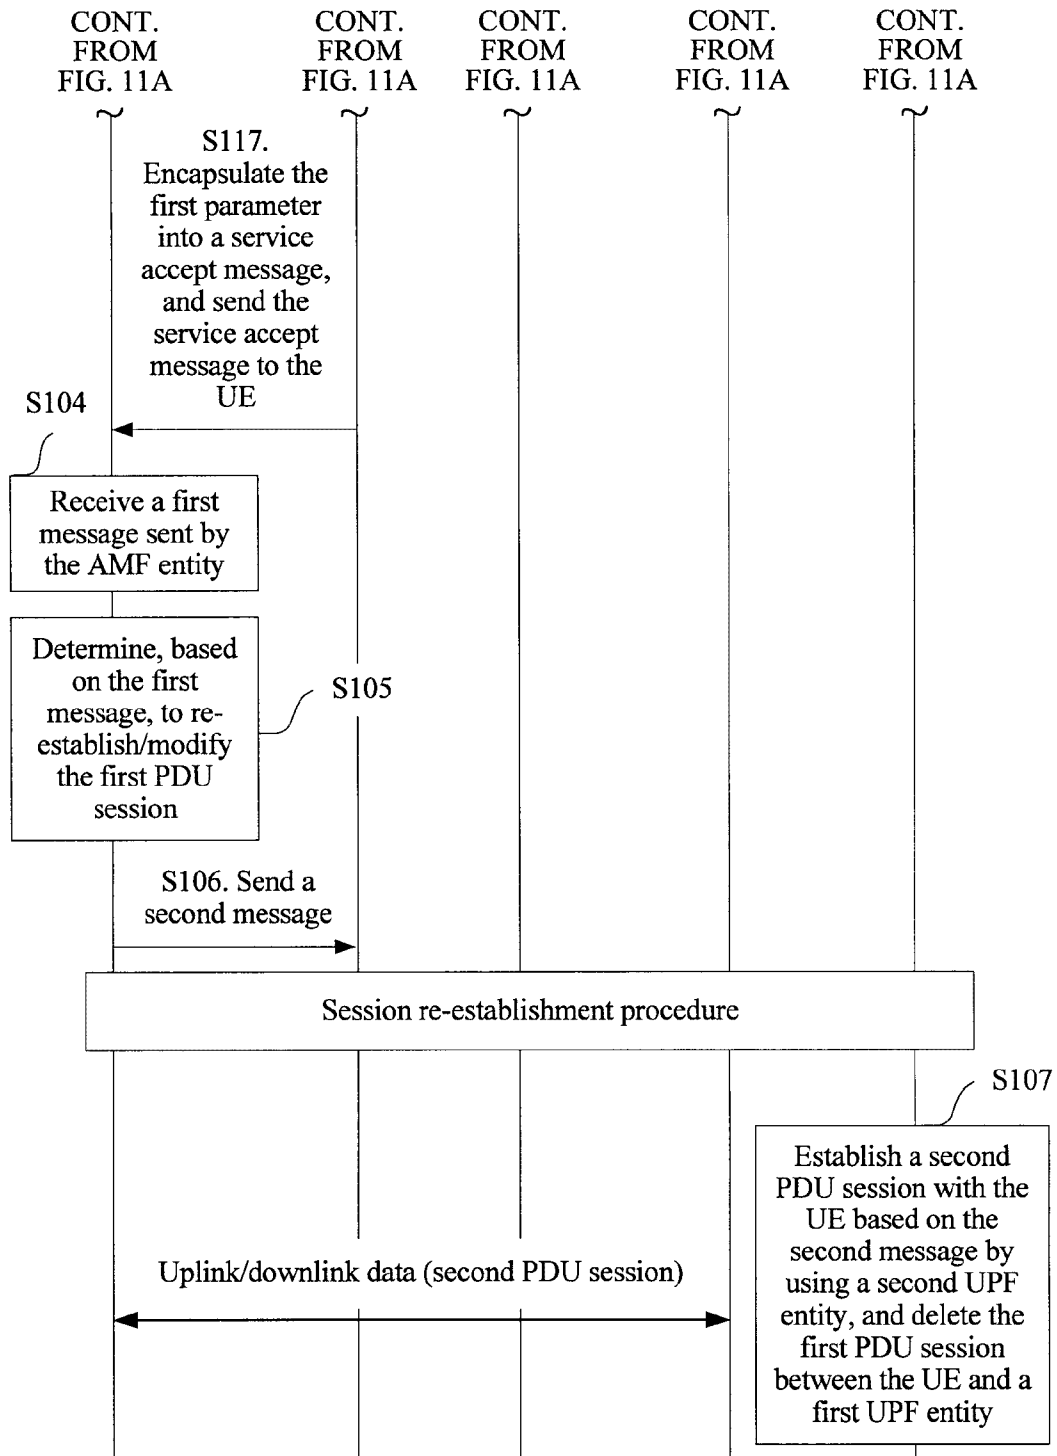 CONT.
FROM
FIG. 11A
CONT.
FROM
FIG. 11A
CONT.
FROM
FIG. 11A
CONT.
FROM
FIG. 11A
CONT.
FROM
FIG. 11A
S117.
Encapsulate the
first parameter
into a service
accept message,
and send the
service accept
message to the
UE
S104
Receive a first
message sent by
the AMF entity
Determine, based
on the first
message, to re-
establish/modify
the first PDU
session
S105
S106. Send a
second message
Session re-establishment procedure
S107
Establish a second
PDU session with the
UE based on the
second message by
using a second UPF
entity, and delete the
first PDU session
between the UE and a
first UPF entity
Uplink/downlink data (second PDU session)